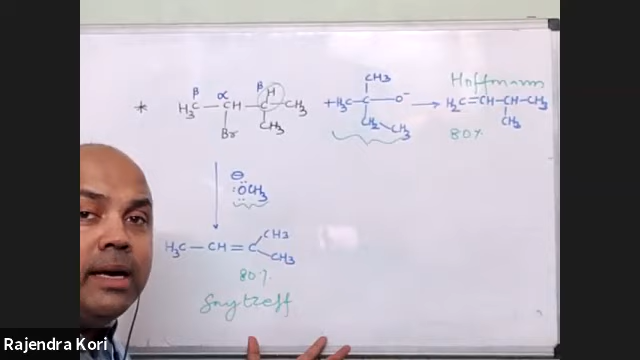 Hoffmann
CH3
β α β H
* H3C — CH — C — CH3 + H3C — C — O⁻ → H2C = CH — CH — CH3
Br CH3 CH2 — CH3 CH3
80%
⊖
:ÖCH3
H3C — CH = C
CH3
CH3
80%
Saytzeff
Rajendra Kori